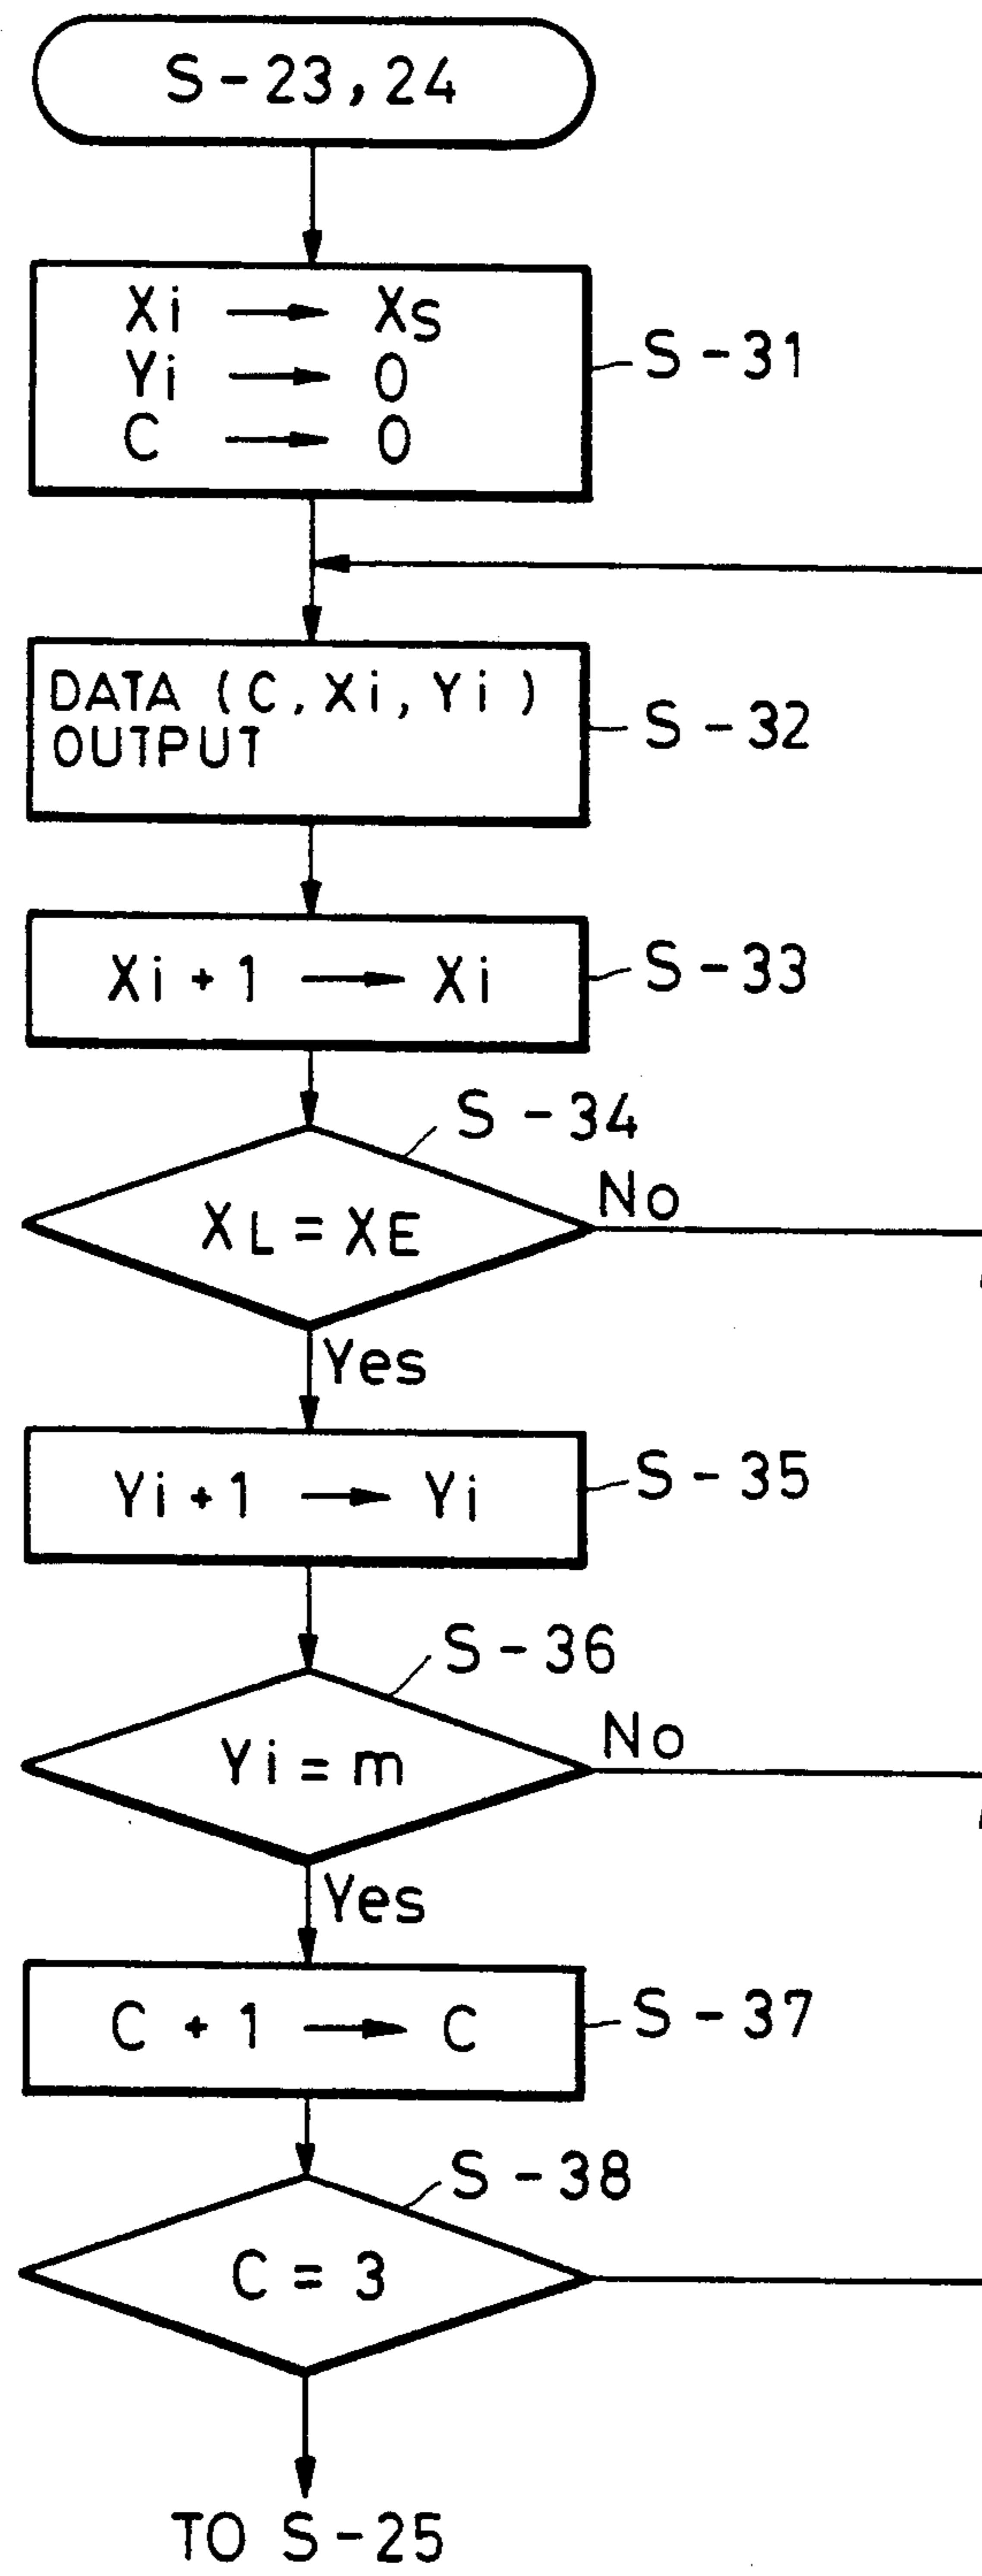 S-23, 24
Xi → XS
Yi → 0
C → 0
S-31
DATA (C, Xi, Yi)
OUTPUT
S-32
Xi + 1 → Xi
S-33
S-34
XL = XE
No
Yes
Yi + 1 → Yi
S-35
S-36
Yi = m
No
Yes
C + 1 → C
S-37
S-38
C = 3
TO S-25